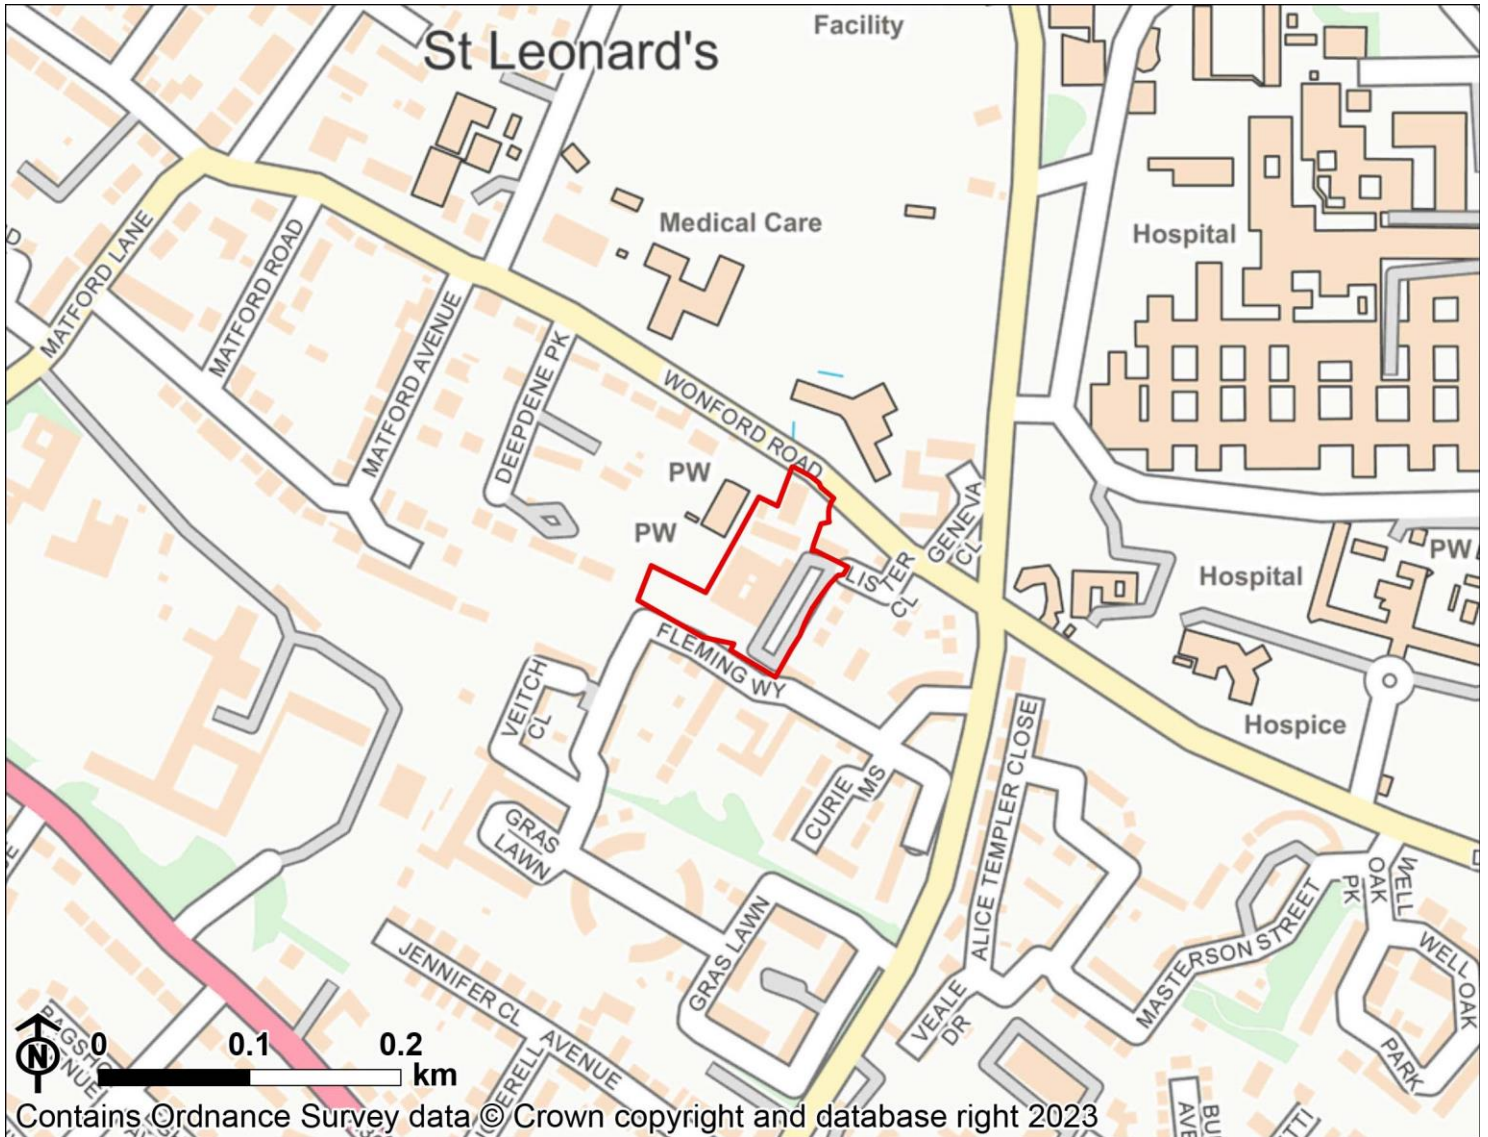 Facility
St Leonard's
Medical Care
Hospital
MATFORD LANE
MATFORD ROAD
MATFORD AVENUE
DEEPDENE PK
WONFORD ROAD
PW
PW
GENEVA
CL
LISTER
CL
PW
Hospital
Hospice
FLEMING WY
VEITCH
CL
CURIE
MS
ALICE TEMPLER CLOSE
GRAS
LAWN
GRAS LAWN
JENNIFER CL
AVENUE
VEALE
DR
MASTERSON STREET
WELL
OAK
PK
WELL OAK
PARK
N
0 0.1 0.2
km
Contains Ordnance Survey data © Crown copyright and database right 2023